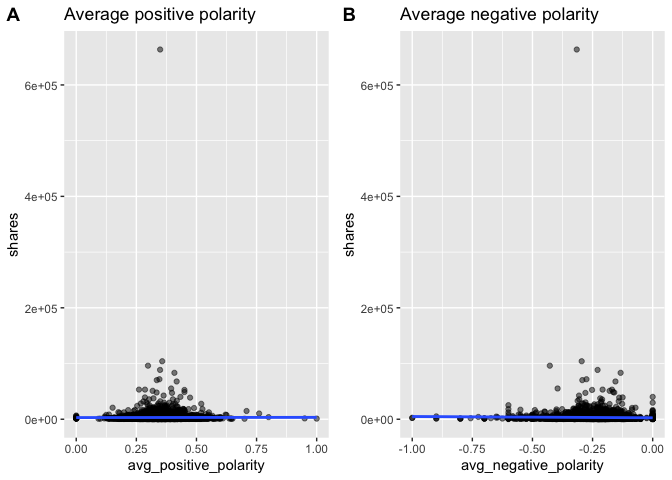 A
Average positive polarity
6e+05
4e+05
2e+05
0e+00
shares
0.00 0.25 0.50 0.75 1.00
avg_positive_polarity
B
Average negative polarity
6e+05
4e+05
2e+05
0e+00
shares
-1.00 -0.75 -0.50 -0.25 0.00
avg_negative_polarity